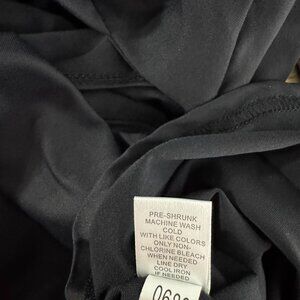 PRE-SHRUNK
MACHINE WASH
COLD
WITH LIKE COLORS
ONLY NON-
CHLORINE BLEACH
WHEN NEEDED
LINE DRY
COOL IRON
IF NEEDED